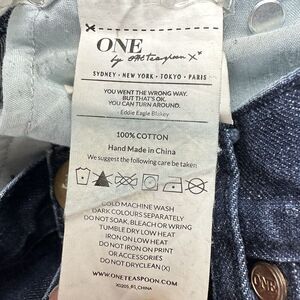 ONE
by oneteaspoon x
SYDNEY • NEW YORK • TOKYO • PARIS
YOU WENT THE WRONG WAY.
BUT THAT'S OK.
YOU CAN TURN AROUND.
Eddie Eagle Blakey
100% COTTON
Hand Made in China
We suggest the following care be taken
COLD MACHINE WASH
DARK COLOURS SEPARATELY
DO NOT SOAK, BLEACH OR WRING
TUMBLE DRY LOW HEAT
IRON ON LOW HEAT
DO NOT IRON ON PRINT
OR ACCESSORIES
DO NOT DRYCLEAN (X)
WWW.ONETEASPOON.COM
ONE